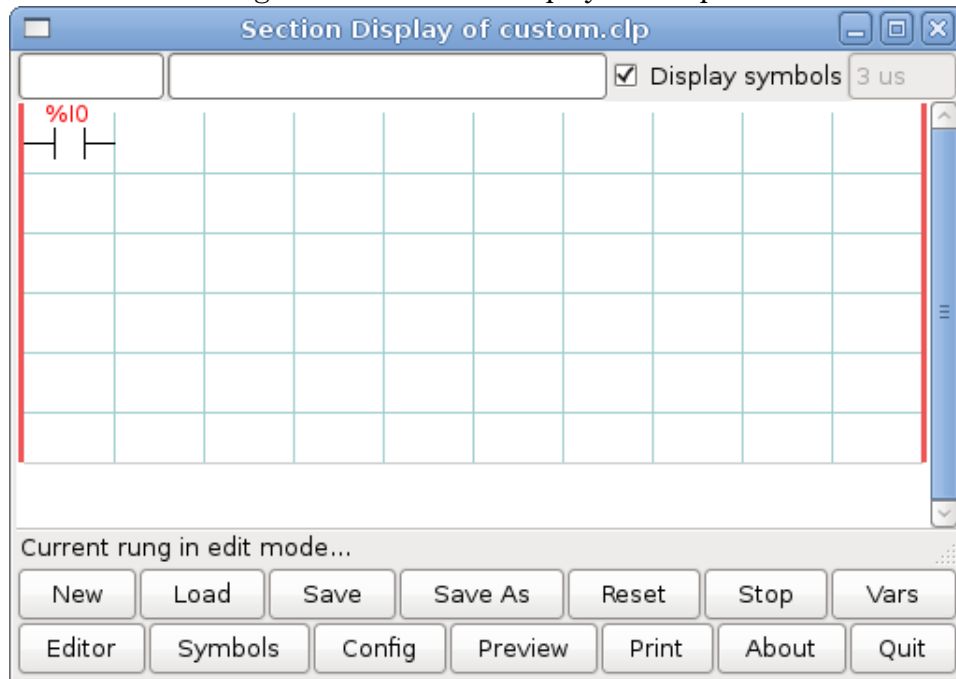 Section Display of custom.clp
Display symbols 3 us
%I0
Current rung in edit mode...
New Load Save Save As Reset Stop Vars
Editor Symbols Config Preview Print About Quit